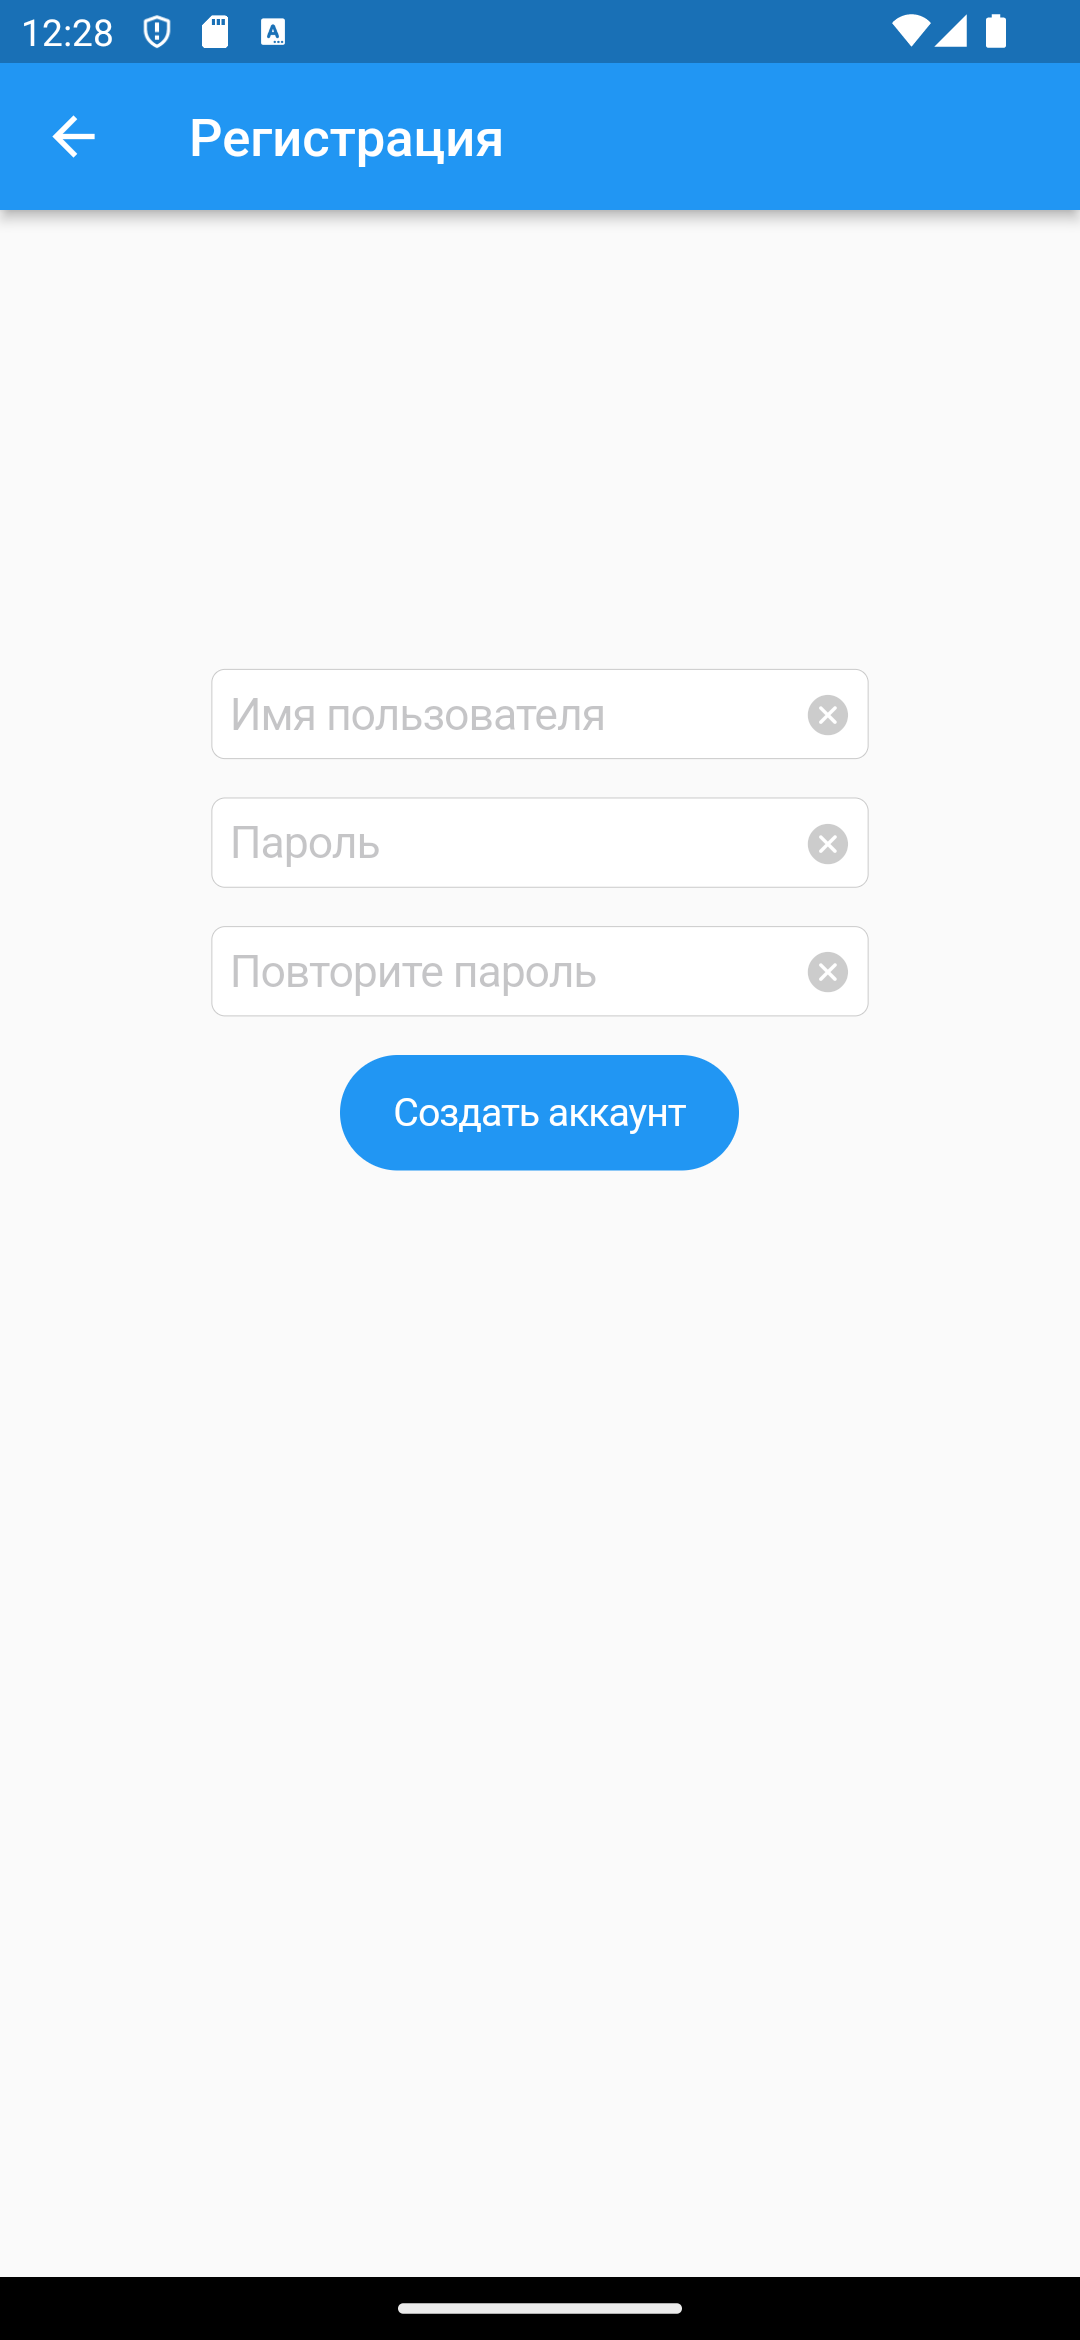 12:28
Регистрация
Имя пользователя
Пароль
Повторите пароль
Создать аккаунт